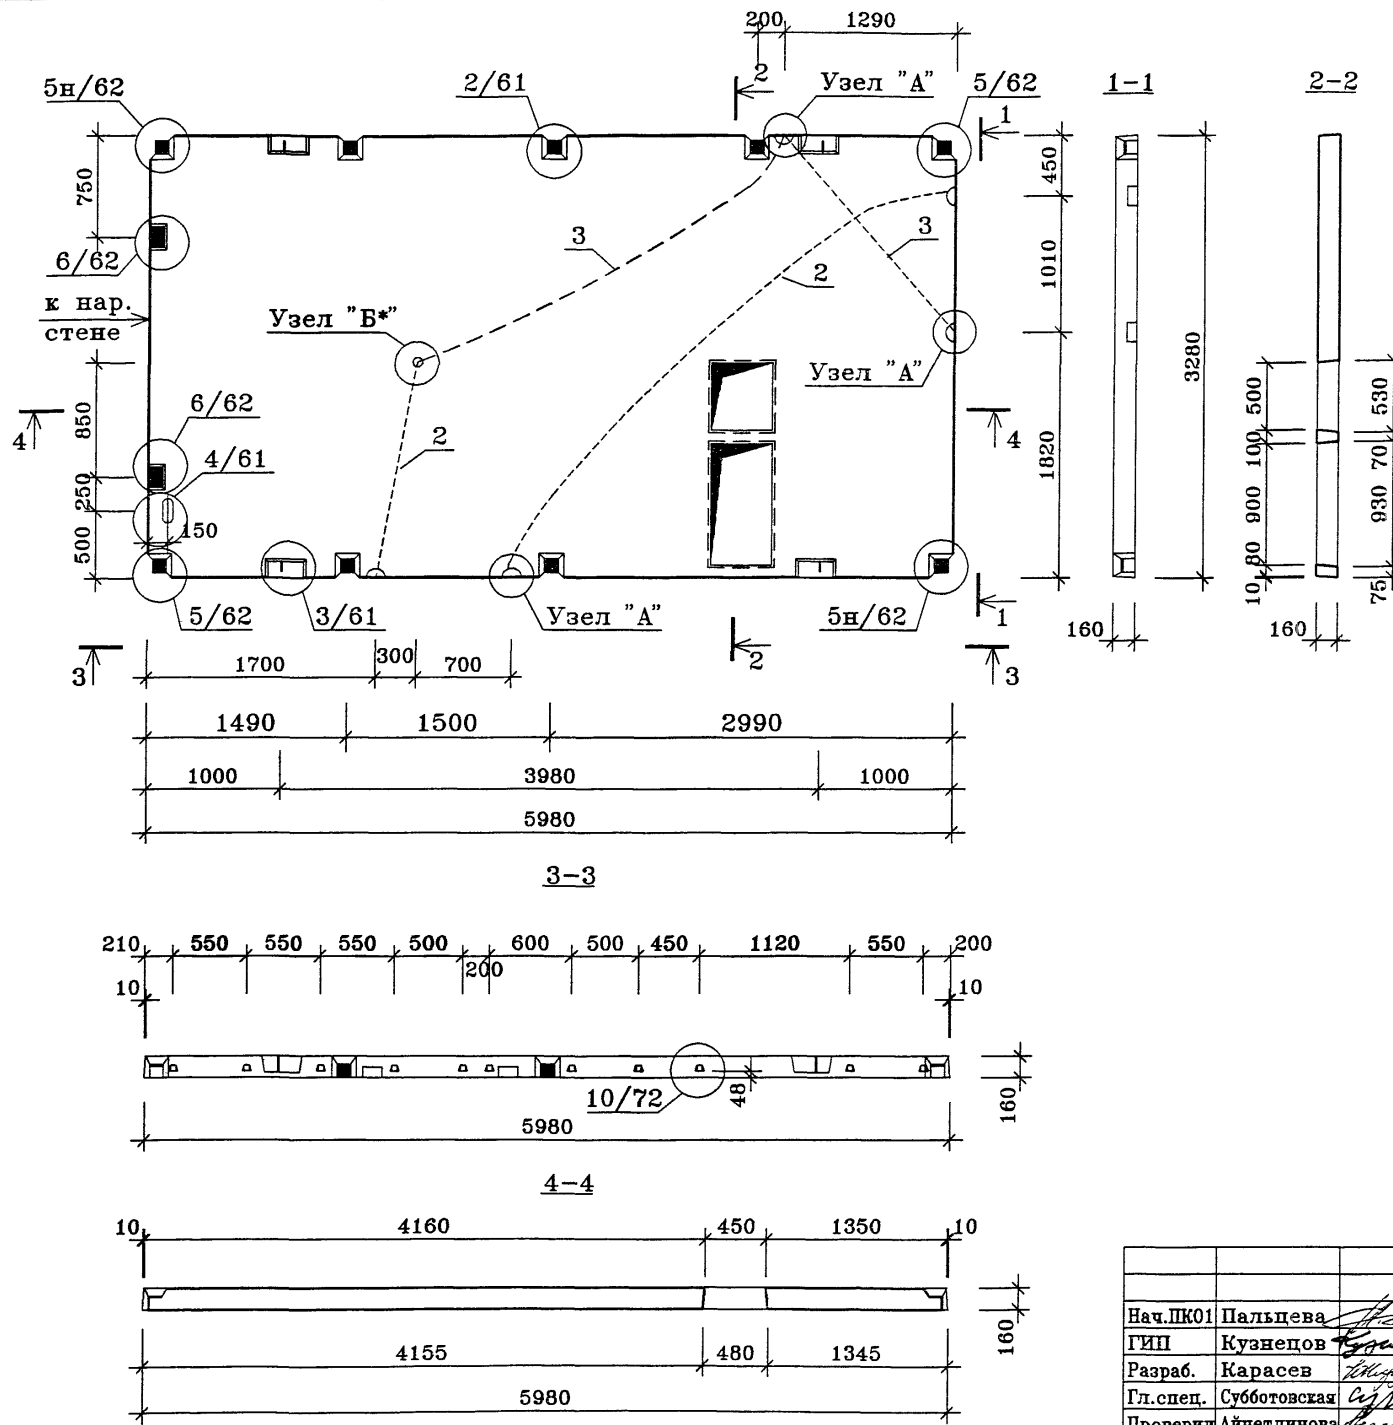 200 1290
5н/62 2/61 2 Узел "А" 5/62 1-1 2-2
1
450
750
3 3
1010
6/62 2
к нар.
стене
Узел "Б*"
3280
Узел "А"
6/62
850 500 530
4 4
4/61 2
1820
100 70
250
900 930
150
500
80
10 75
5/62 3/61 Узел "А" 5н/62 1
160 160
3 1700 300 700 2 3
1490 1500 2990
1000 3980 1000
5980
3-3
210 550 550 550 500 600 500 450 1120 550 200
200
10 10
10/72 48 160
5980
4-4
10 4160 450 1350 10
160
4155 480 1345
5980
Нач.ПК01 Пальцева
ГИП Кузнецов
Разраб. Карасев
Гл.спец. Субботовская
Проверил